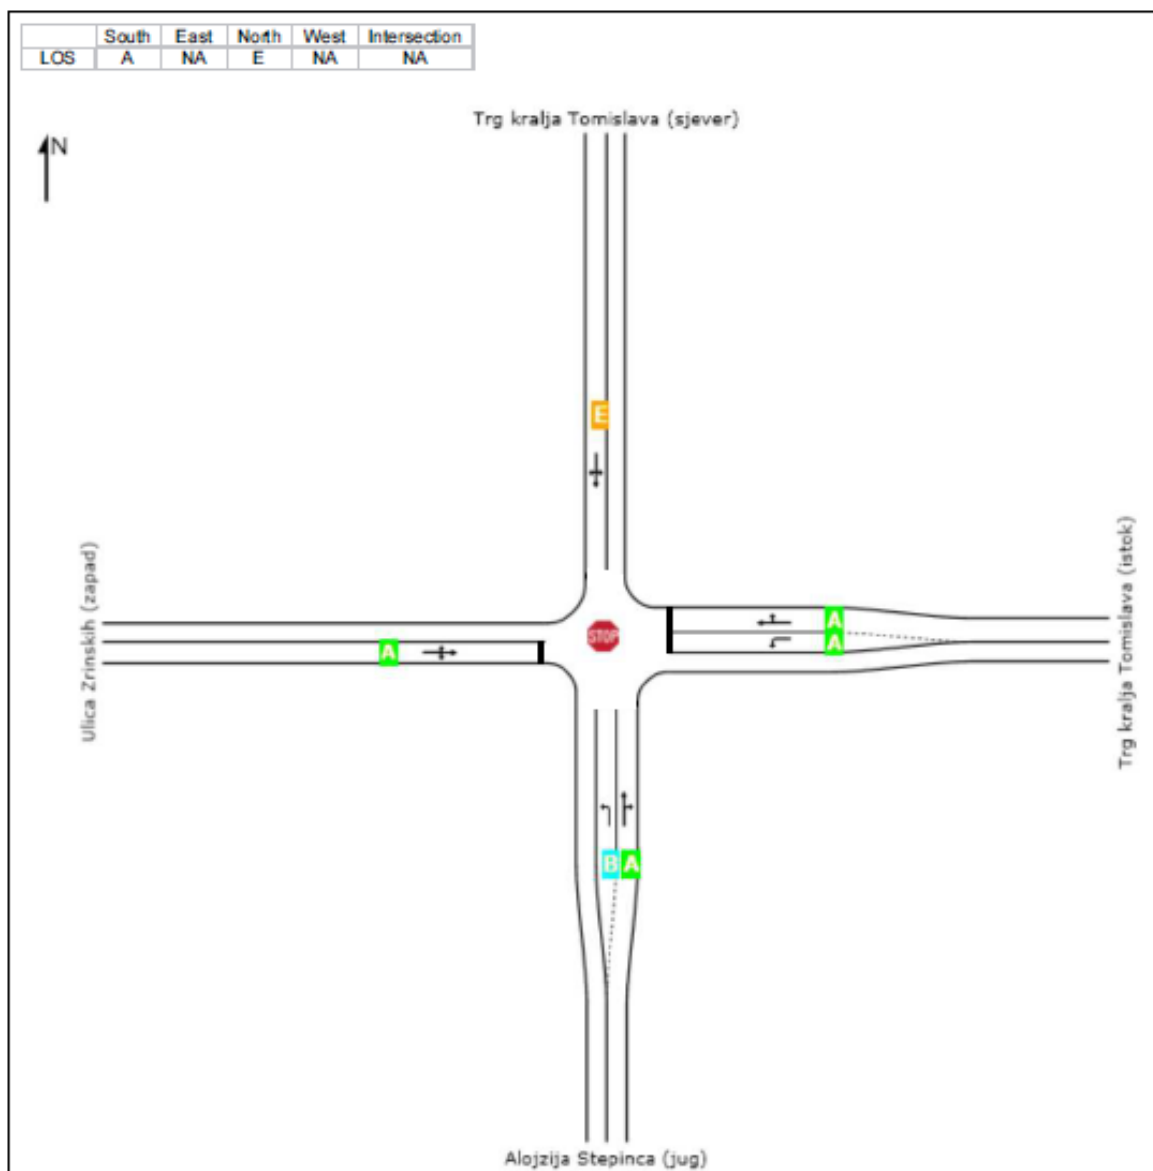 South East North West Intersection
LOS A NA E NA NA
Trg kralja Tomislava (sjever)
N
E
Ulica Zrinskih (zapad)
STOP
A
A
A
Trg kralja Tomislava (istok)
B A
Alojzija Stepinca (jug)